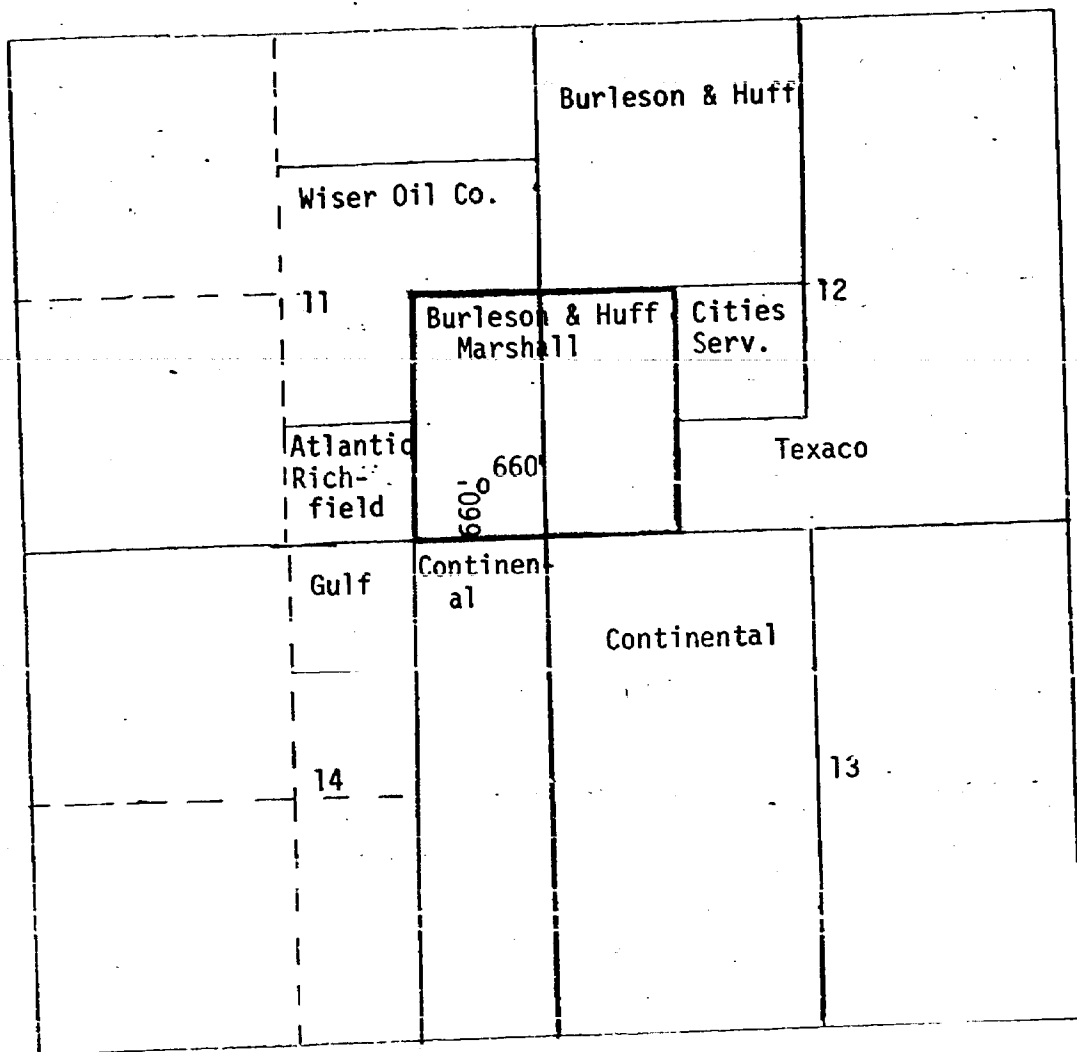 Burleson & Huff
Wiser Oil Co.
11
12
Burleson & Huff
Marshall
Cities
Serv.
Atlantic
Rich-
field
660'
660'
Texaco
Gulf
Continen-
al
Continental
14
13